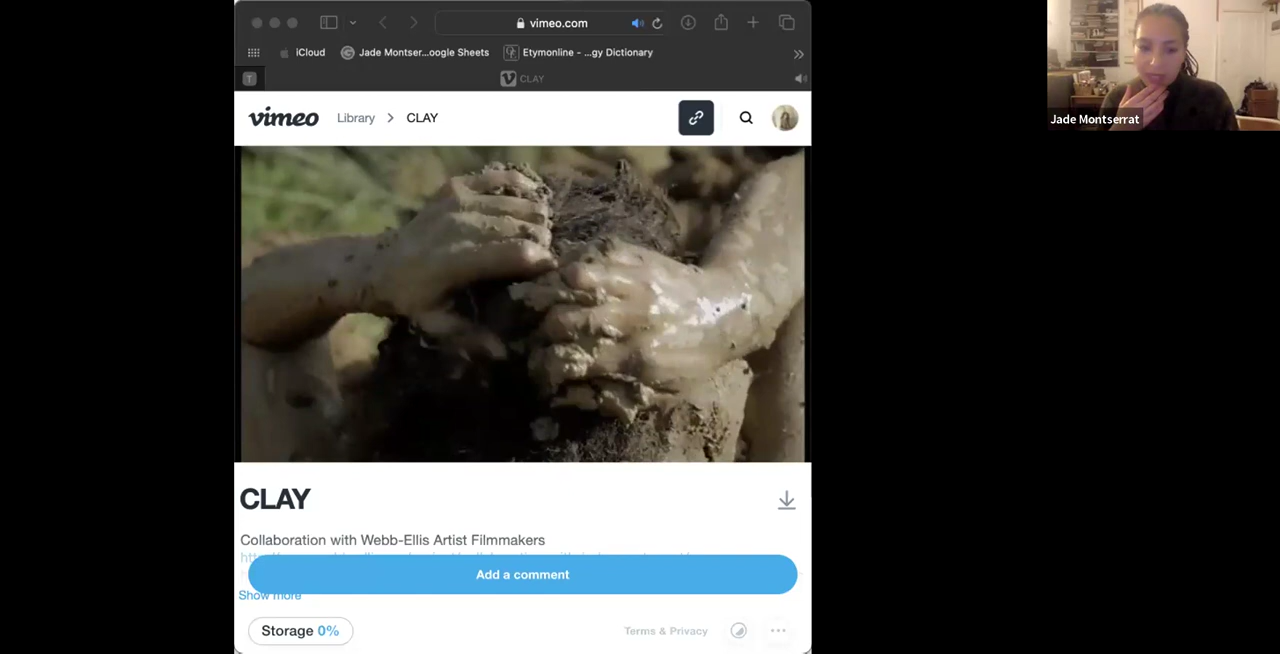 vimeo.com
iCloud
Jade Montser...oogle Sheets
Etymonline - ...gy Dictionary
T
CLAY
vimeo
Library > CLAY
Jade Montserrat
CLAY
Collaboration with Webb-Ellis Artist Filmmakers
Add a comment
Show more
Storage 0%
Terms & Privacy